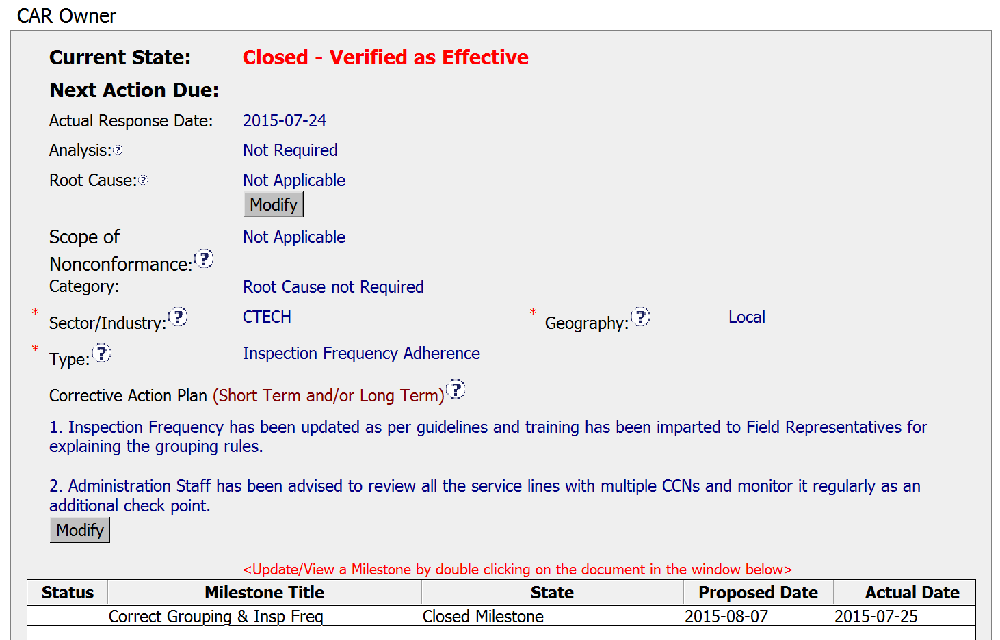 CAR Owner
Current State: Closed - Verified as Effective
Next Action Due:
Actual Response Date: 2015-07-24
Analysis:? Not Required
Root Cause:? Not Applicable
Modify
Scope of Nonconformance:? Not Applicable
Category: Root Cause not Required
* Sector/Industry:? CTECH * Geography:? Local
* Type:? Inspection Frequency Adherence
Corrective Action Plan (Short Term and/or Long Term)?
1. Inspection Frequency has been updated as per guidelines and training has been imparted to Field Representatives for
explaining the grouping rules.
2. Administration Staff has been advised to review all the service lines with multiple CCNs and monitor it regularly as an
additional check point.
Modify
<Update/View a Milestone by double clicking on the document in the window below>
Status Milestone Title State Proposed Date Actual Date
Correct Grouping & Insp Freq Closed Milestone 2015-08-07 2015-07-25